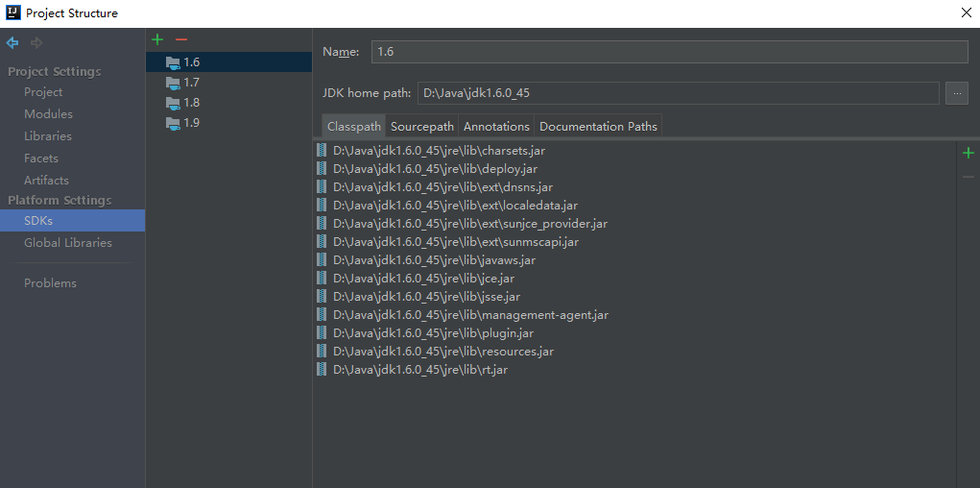 IJ Project Structure
Project Settings
Project
Modules
Libraries
Facets
Artifacts
Platform Settings
SDKs
Global Libraries
Problems
1.6
1.7
1.8
1.9
Name: 1.6
JDK home path: D:\Java\jdk1.6.0_45 ...
Classpath Sourcepath Annotations Documentation Paths
D:\Java\jdk1.6.0_45\jre\lib\charsets.jar
D:\Java\jdk1.6.0_45\jre\lib\deploy.jar
D:\Java\jdk1.6.0_45\jre\lib\ext\dnsns.jar
D:\Java\jdk1.6.0_45\jre\lib\ext\localedata.jar
D:\Java\jdk1.6.0_45\jre\lib\ext\sunjce_provider.jar
D:\Java\jdk1.6.0_45\jre\lib\ext\sunmscapi.jar
D:\Java\jdk1.6.0_45\jre\lib\javaws.jar
D:\Java\jdk1.6.0_45\jre\lib\jce.jar
D:\Java\jdk1.6.0_45\jre\lib\jsse.jar
D:\Java\jdk1.6.0_45\jre\lib\management-agent.jar
D:\Java\jdk1.6.0_45\jre\lib\plugin.jar
D:\Java\jdk1.6.0_45\jre\lib\resources.jar
D:\Java\jdk1.6.0_45\jre\lib\rt.jar